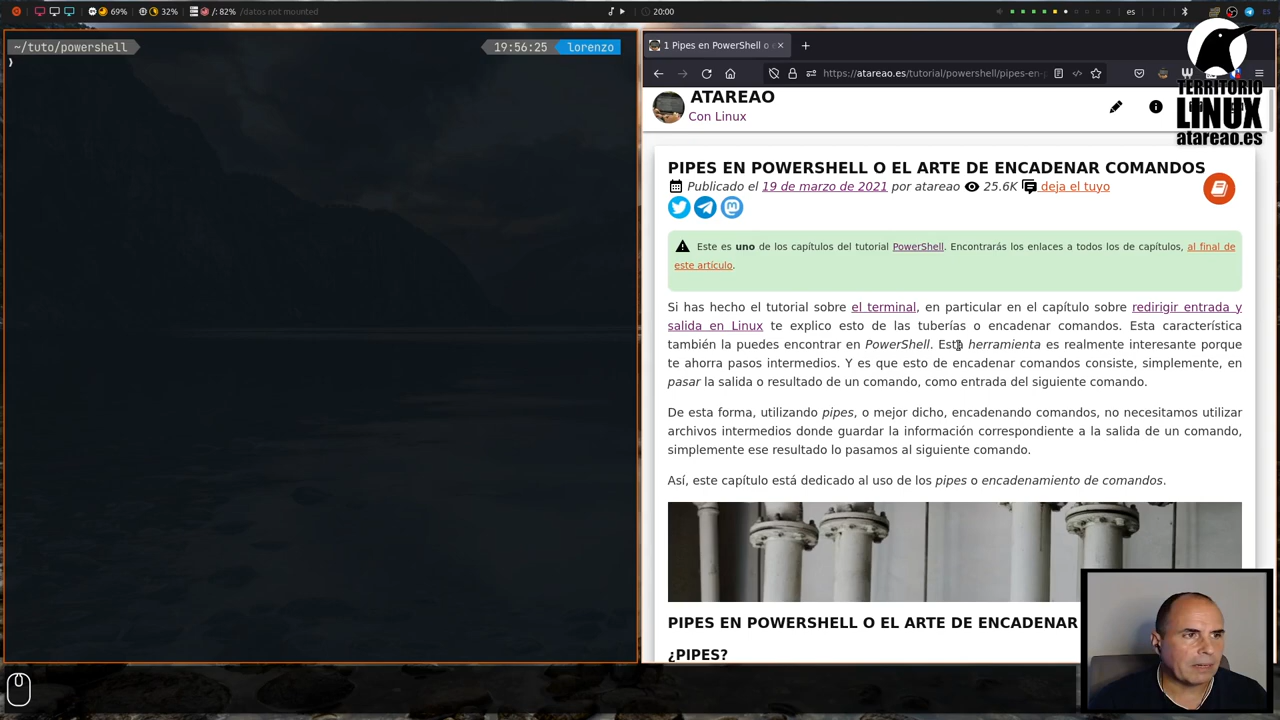 69% 32% /: 82% /datos not mounted 20:00 es
~/tuto/powershell 19:56:25 lorenzo
1 Pipes en PowerShell o
https://atareao.es/tutorial/powershell/pipes-en-
TERRITORIO
LINUX
atareao.es
ATAREAO
Con Linux
PIPES EN POWERSHELL O EL ARTE DE ENCADENAR COMANDOS
Publicado el 19 de marzo de 2021 por atareao 25.6K deja el tuyo
Este es uno de los capítulos del tutorial PowerShell. Encontrarás los enlaces a todos los de capítulos, al final de
este artículo.
Si has hecho el tutorial sobre el terminal, en particular en el capítulo sobre redirigir entrada y
salida en Linux te explico esto de las tuberías o encadenar comandos. Esta característica
también la puedes encontrar en PowerShell. Esta herramienta es realmente interesante porque
te ahorra pasos intermedios. Y es que esto de encadenar comandos consiste, simplemente, en
pasar la salida o resultado de un comando, como entrada del siguiente comando.
De esta forma, utilizando pipes, o mejor dicho, encadenando comandos, no necesitamos utilizar
archivos intermedios donde guardar la información correspondiente a la salida de un comando,
simplemente ese resultado lo pasamos al siguiente comando.
Así, este capítulo está dedicado al uso de los pipes o encadenamiento de comandos.
PIPES EN POWERSHELL O EL ARTE DE ENCADENAR
¿PIPES?